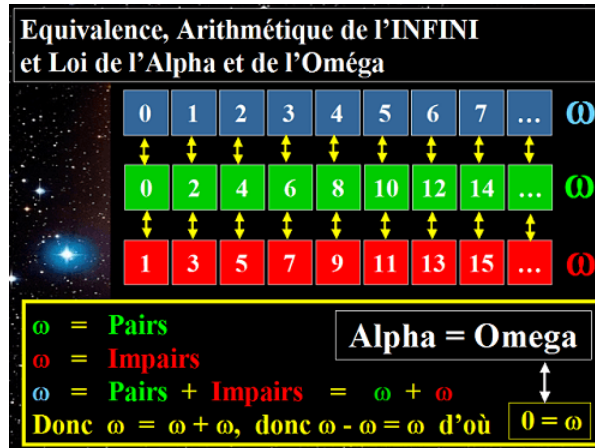 Equivalence, Arithmétique de l'INFINI
et Loi de l'Alpha et de l'Oméga
0 1 2 3 4 5 6 7 ... ω
0 2 4 6 8 10 12 14 ... ω
1 3 5 7 9 11 13 15 ... ω
ω = Pairs
ω = Impairs
ω = Pairs + Impairs = ω + ω
Donc ω = ω + ω, donc ω - ω = ω d'où
Alpha = Omega
0 = ω